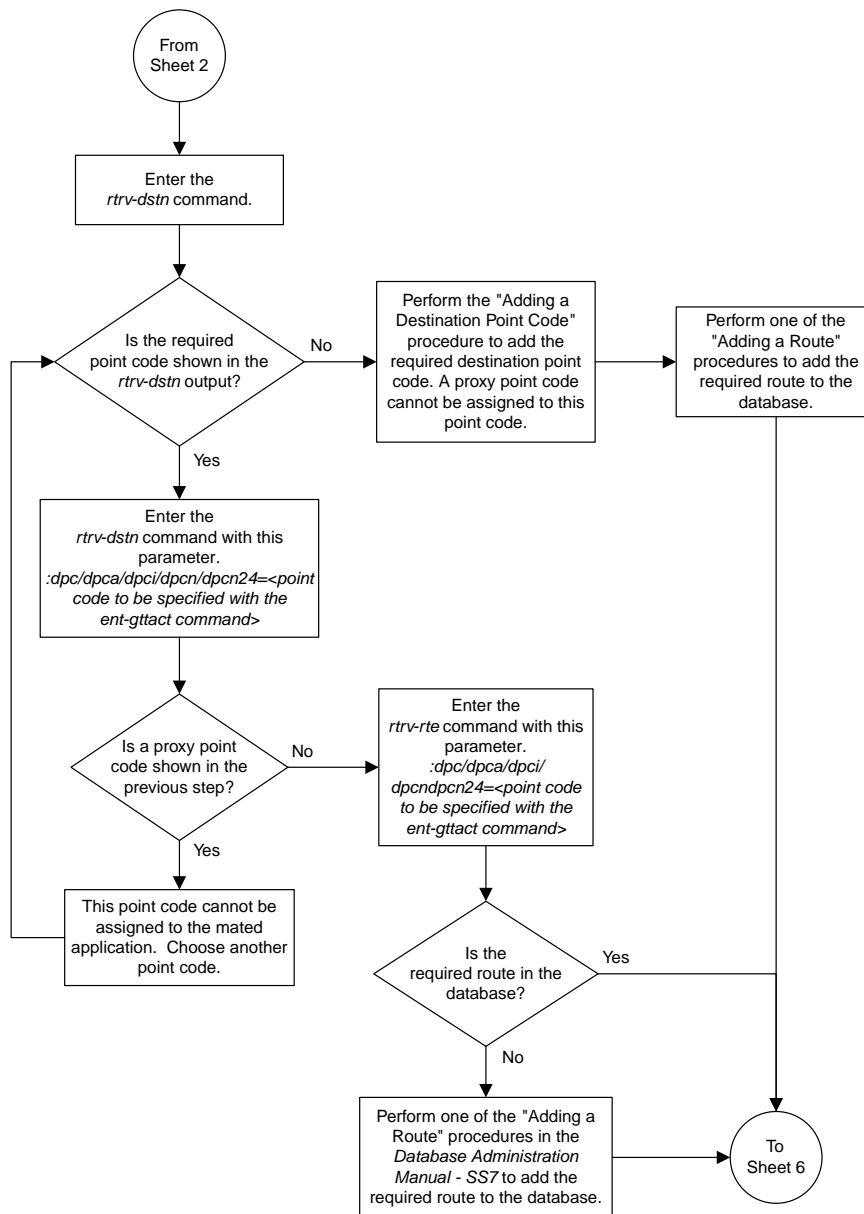 From
Sheet 2
Enter the
rtrv-dstn command.
Is the required
point code shown in the
rtrv-dstn output?
No
Perform the "Adding a
Destination Point Code"
procedure to add the
required destination point
code. A proxy point code
cannot be assigned to this
point code.
Perform one of the
"Adding a Route"
procedures to add the
required route to the
database.
Yes
Enter the
rtrv-dstn command with this
parameter.
:dpc/dpca/dpci/dpcn/dpcn24=<point
code to be specified with the
ent-gttact command>
Is a proxy point
code shown in the
previous step?
No
Enter the
rtrv-rte command with this
parameter.
:dpc/dpca/dpci/
dpcndpcn24=<point code
to be specified with the
ent-gttact command>
Yes
This point code cannot be
assigned to the mated
application. Choose another
point code.
Is the
required route in the
database?
Yes
No
Perform one of the "Adding a
Route" procedures in the
Database Administration
Manual - SS7 to add the
required route to the database.
To
Sheet 6